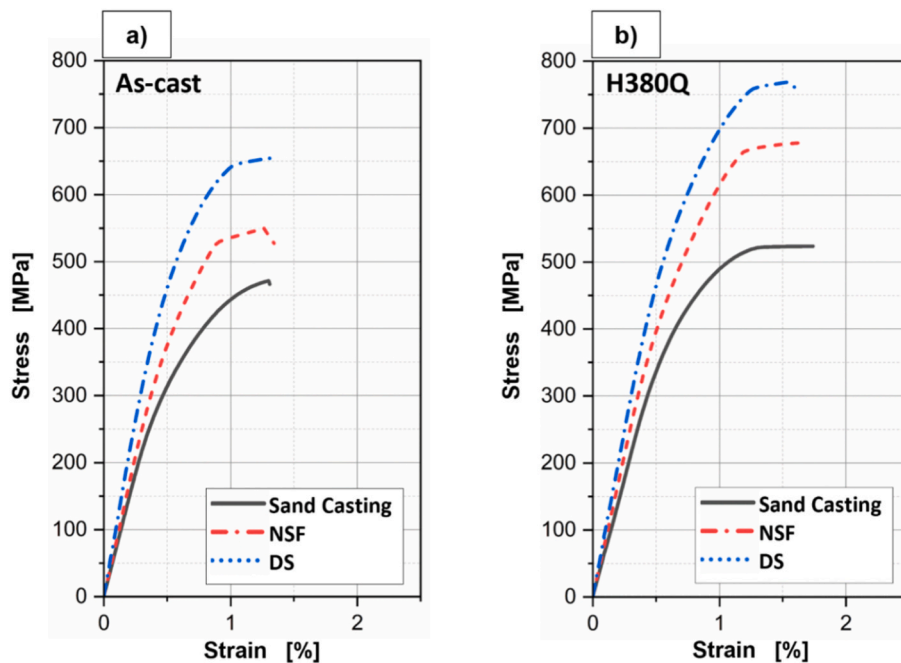 a)
As-cast
800
700
600
500
400
300
200
100
0
Stress [MPa]
0 1 2
Strain [%]
Sand Casting
NSF
DS
b)
H380Q
800
700
600
500
400
300
200
100
0
Stress [MPa]
0 1 2
Strain [%]
Sand Casting
NSF
DS